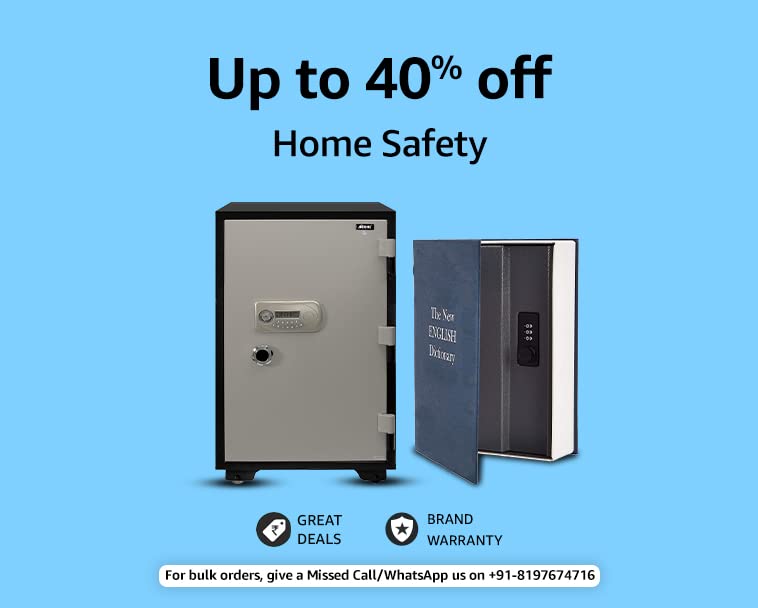 Up to 40% off
Home Safety
The New
ENGLISH
Dictionary
GREAT
DEALS
BRAND
WARRANTY
For bulk orders, give a Missed Call/WhatsApp us on +91-8197674716